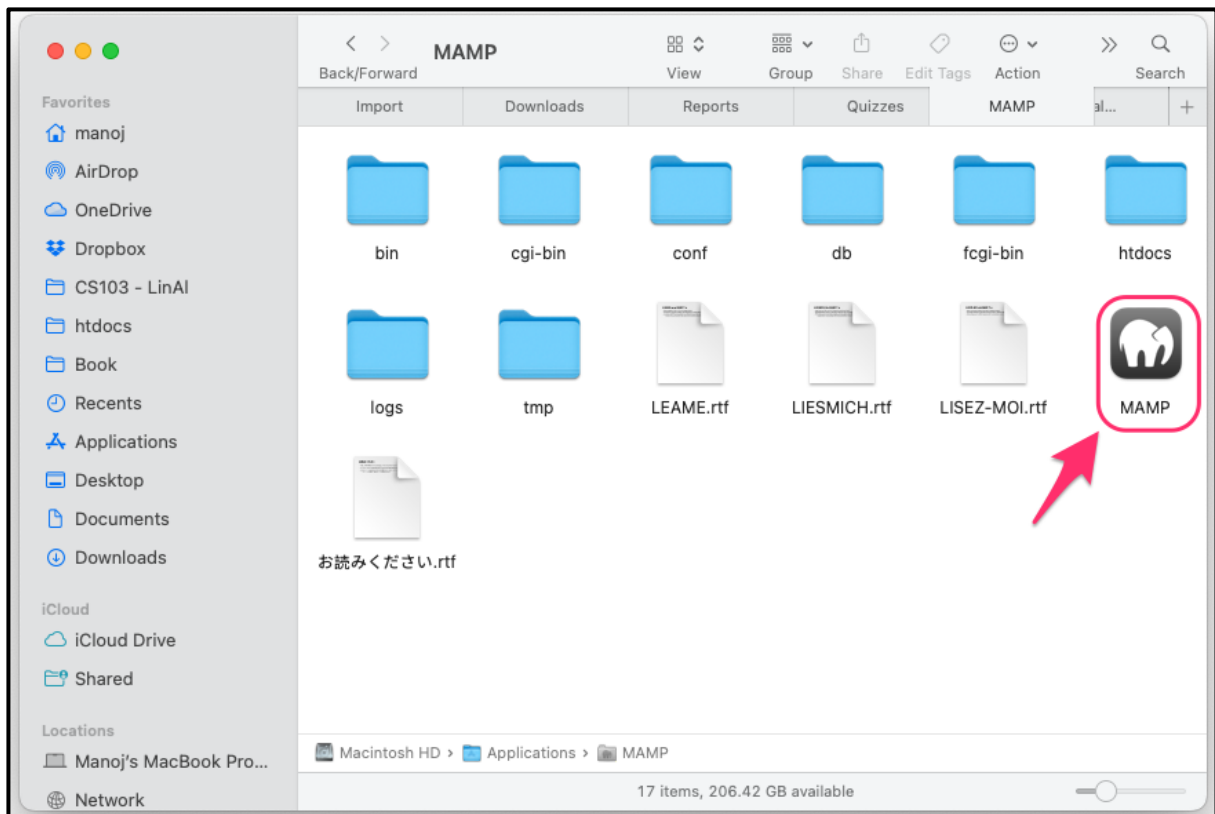 MAMP
Back/Forward
View
Group
Share
Edit Tags
Action
Search
Import
Downloads
Reports
Quizzes
MAMP
al...
Favorites
manoj
AirDrop
OneDrive
Dropbox
CS103 - LinAl
htdocs
Book
Recents
Applications
Desktop
Documents
Downloads
iCloud
iCloud Drive
Shared
Locations
Manoj's MacBook Pro...
Network
bin
cgi-bin
conf
db
fcgi-bin
htdocs
logs
tmp
LEAME.rtf
LIESMICH.rtf
LISEZ-MOI.rtf
MAMP
お読みください.rtf
Macintosh HD › Applications › MAMP
17 items, 206.42 GB available